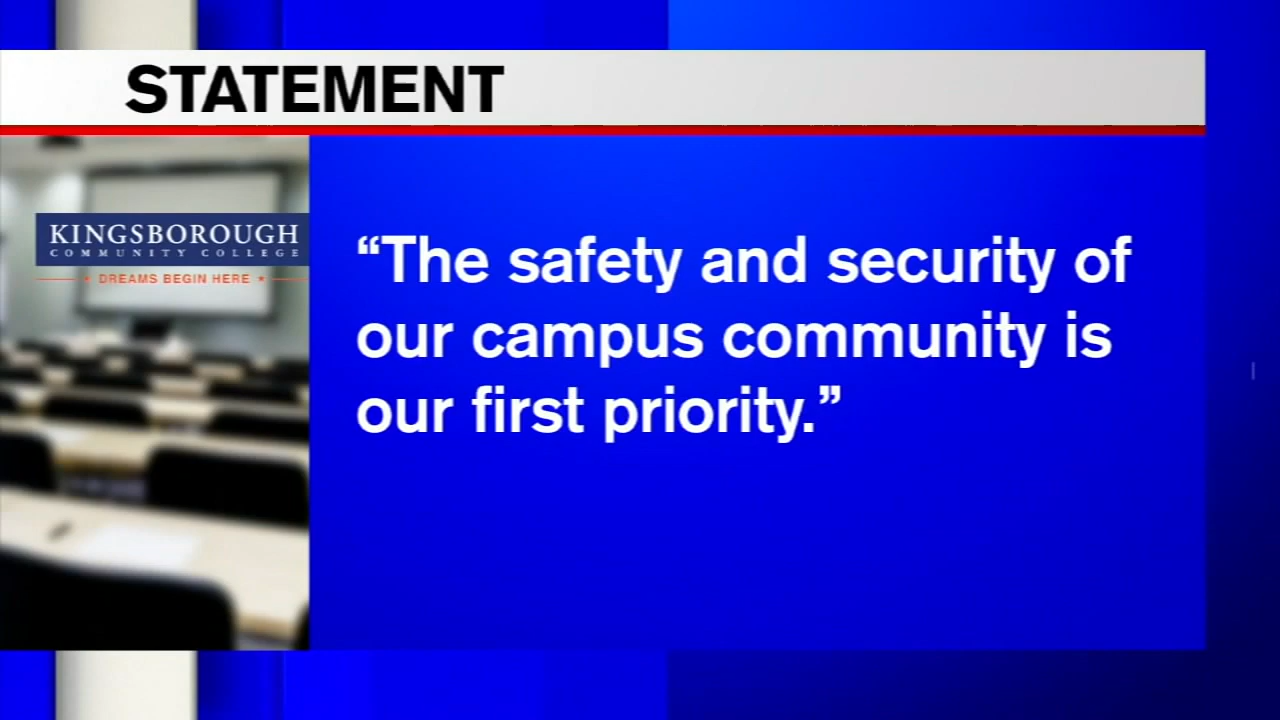 STATEMENT
KINGSBOROUGH
COMMUNITY COLLEGE
★ DREAMS BEGIN HERE ★
“The safety and security of
our campus community is
our first priority.”